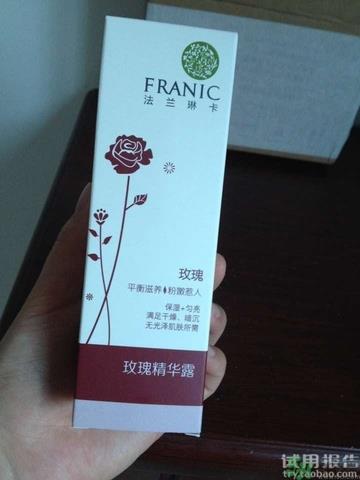 FRANIC
法兰琳卡
玫瑰
平衡滋养 粉嫩惹人
保湿+匀亮
满足干燥、暗沉
无光泽肌肤所需
玫瑰精华露
试用报告
try.taobao.com